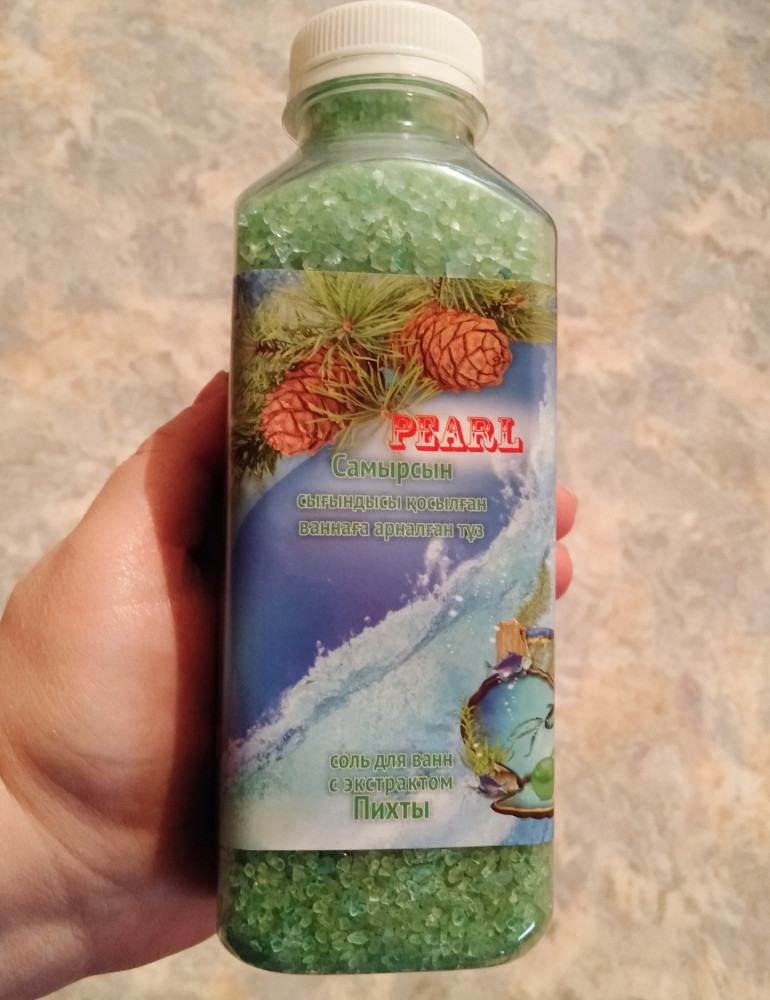 PEARL
Самырсын
сығындысы қосылған
ваннаға арналған тұз
соль для ванн
с экстрактом
Пихты